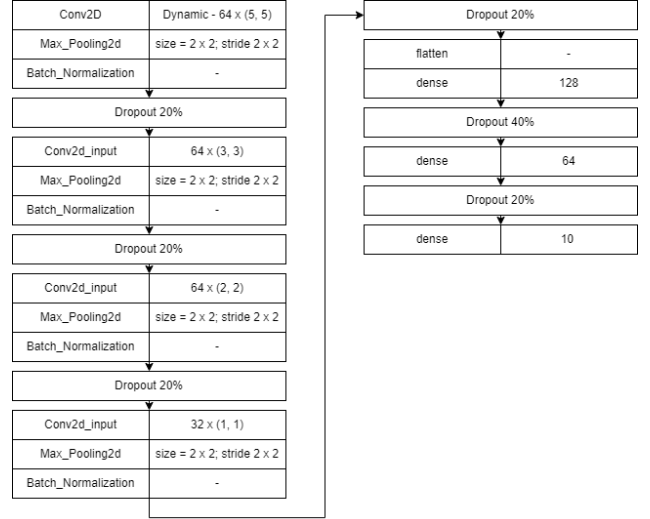 Conv2D Dynamic - 64 x (5, 5)
Max_Pooling2d size = 2 x 2; stride 2 x 2
Batch_Normalization -
Dropout 20%
Conv2d_input 64 x (3, 3)
Max_Pooling2d size = 2 x 2; stride 2 x 2
Batch_Normalization -
Dropout 20%
Conv2d_input 64 x (2, 2)
Max_Pooling2d size = 2 x 2; stride 2 x 2
Batch_Normalization -
Dropout 20%
Conv2d_input 32 x (1, 1)
Max_Pooling2d size = 2 x 2; stride 2 x 2
Batch_Normalization -
Dropout 20%
flatten -
dense 128
Dropout 40%
dense 64
Dropout 20%
dense 10